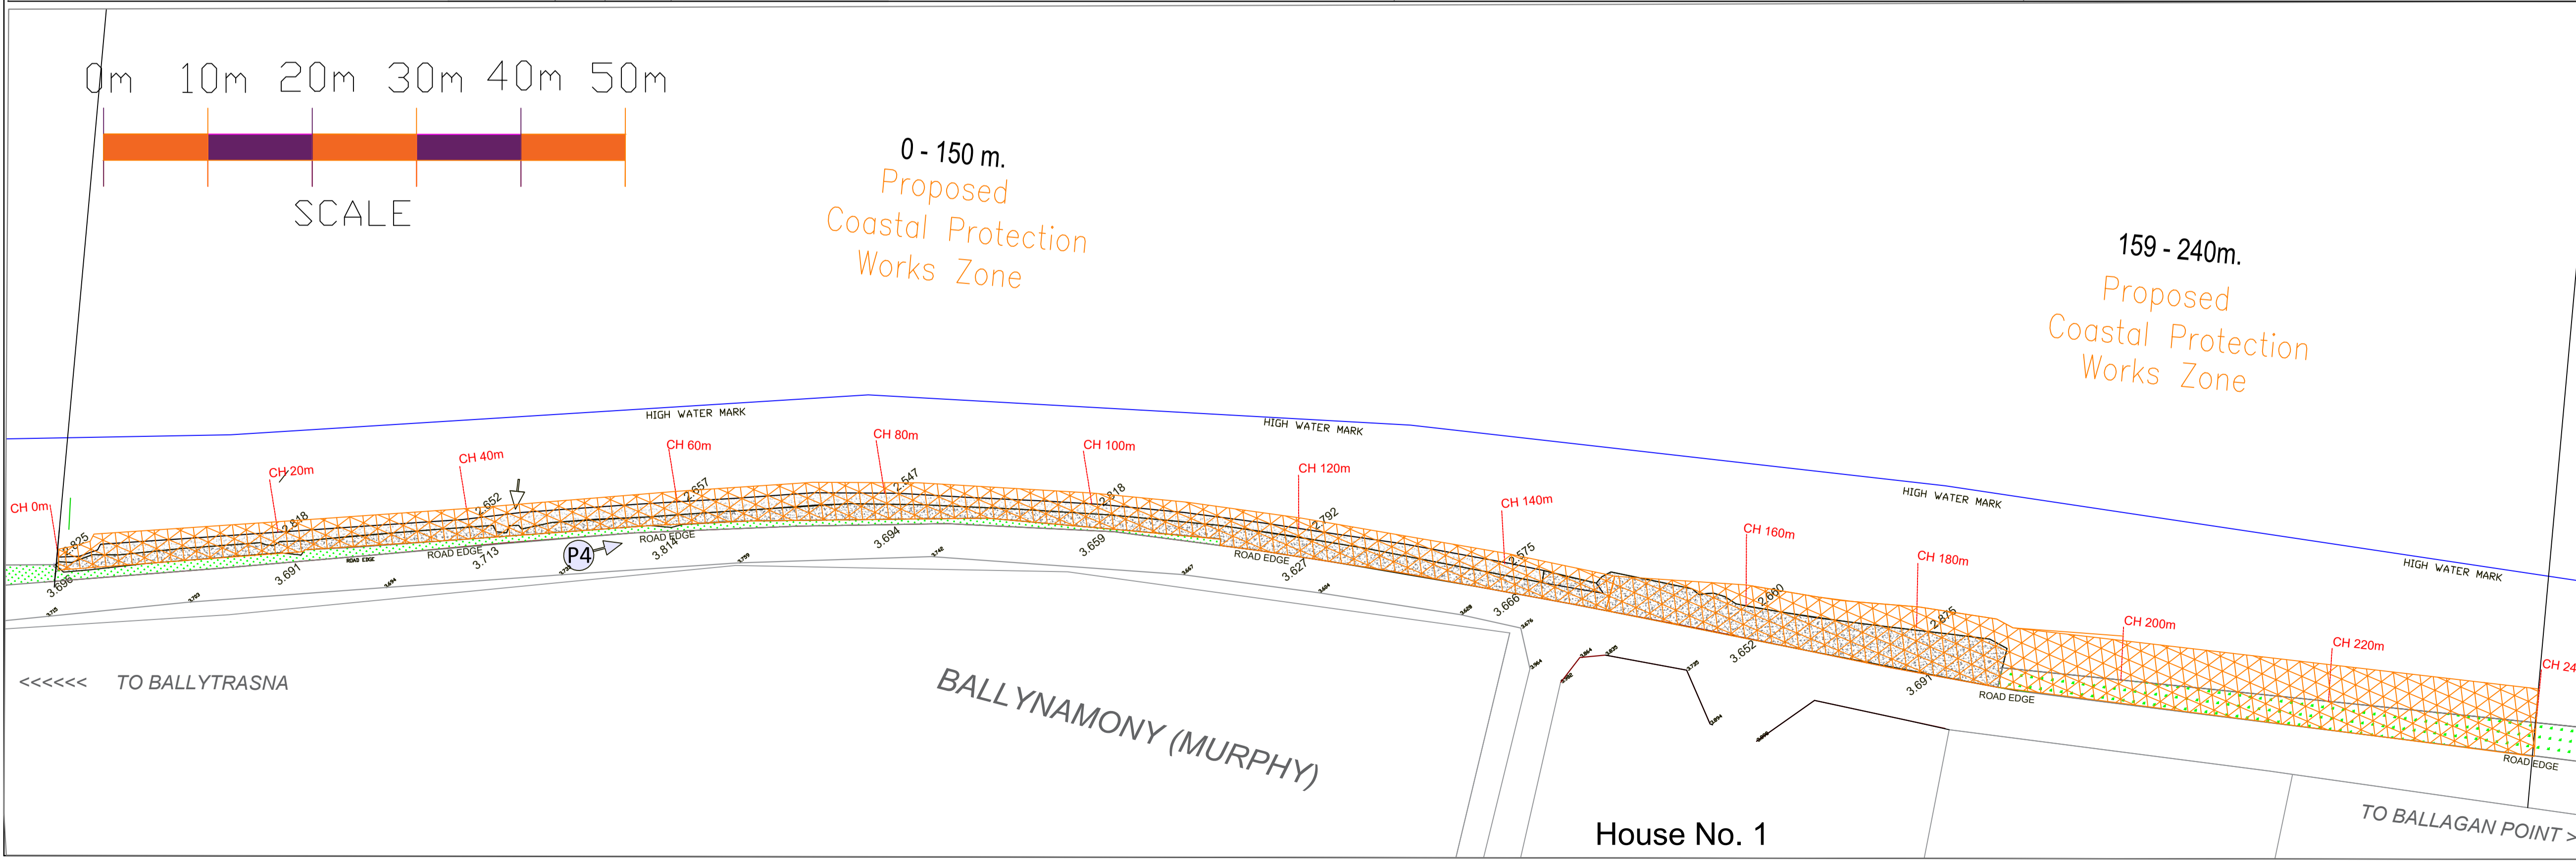 0m 10m 20m 30m 40m 50m
SCALE
0 - 150 m.
Proposed
Coastal Protection
Works Zone
159 - 240m.
Proposed
Coastal Protection
Works Zone
HIGH WATER MARK
HIGH WATER MARK
HIGH WATER MARK
HIGH WATER MARK
CH 0m
CH 20m
CH 40m
CH 60m
CH 80m
CH 100m
CH 120m
CH 140m
CH 160m
CH 180m
CH 200m
CH 220m
CH 24
2.825
2.818
2.652
2.657
2.547
2.818
2.792
2.575
2.660
2.875
3.696
3.691
3.713
3.814
3.694
3.659
3.627
3.666
3.652
3.691
ROAD EDGE
ROAD EDGE
ROAD EDGE
ROAD EDGE
ROAD EDGE
ROAD EDGE
P4
<<<<<< TO BALLYTRASNA
BALLYNAMONY (MURPHY)
House No. 1
TO BALLAGAN POINT >